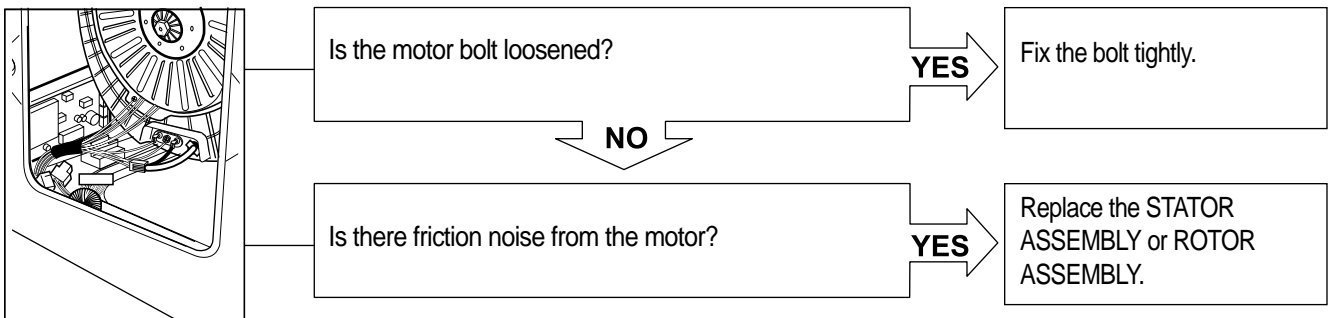 Is the motor bolt loosened?
YES
Fix the bolt tightly.
NO
Is there friction noise from the motor?
YES
Replace the STATOR
ASSEMBLY or ROTOR
ASSEMBLY.